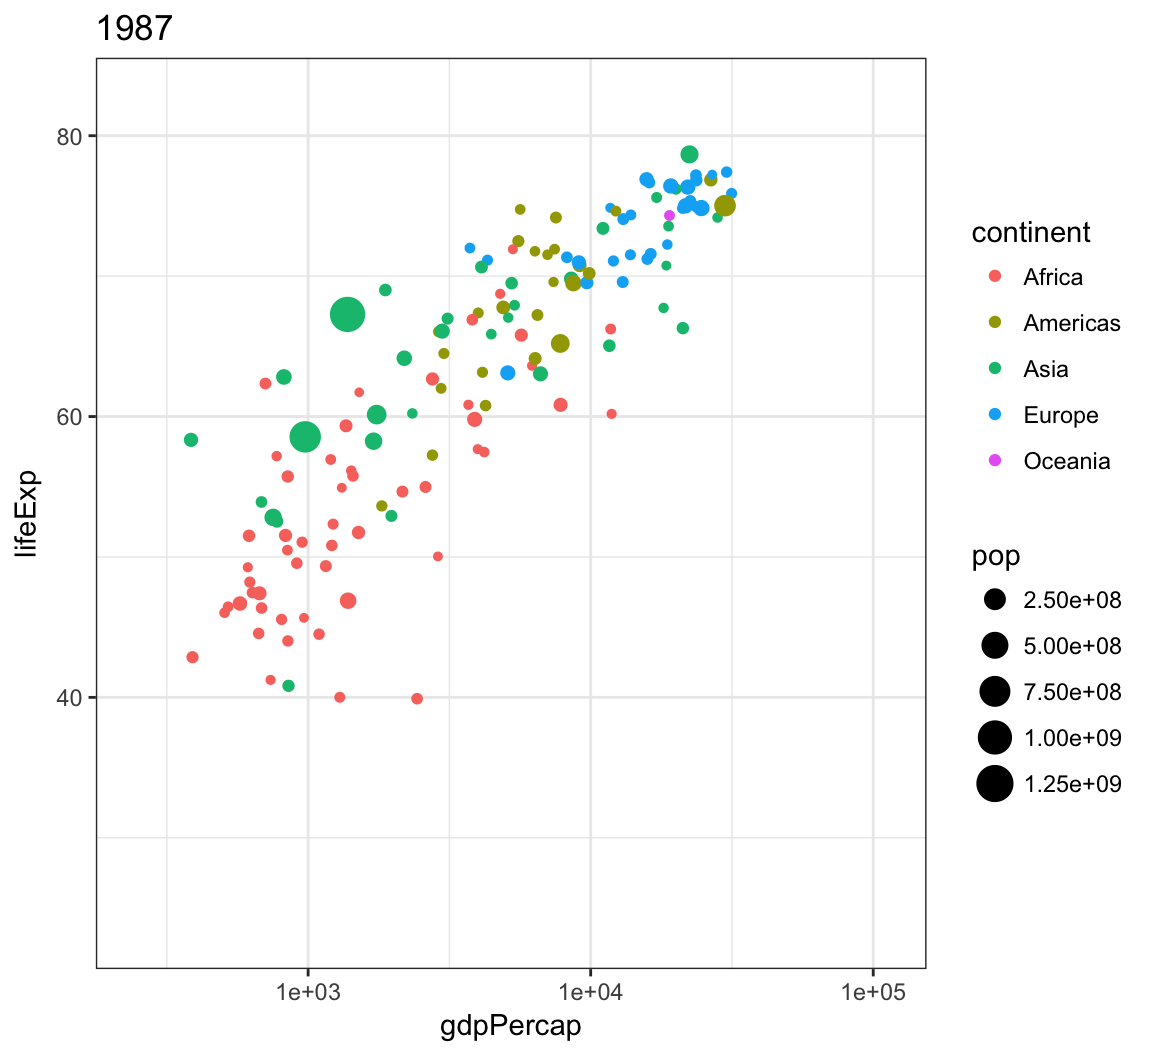 1987
80
60
40
lifeExp
1e+03
1e+04
1e+05
gdpPercap
continent
Africa
Americas
Asia
Europe
Oceania
pop
2.50e+08
5.00e+08
7.50e+08
1.00e+09
1.25e+09